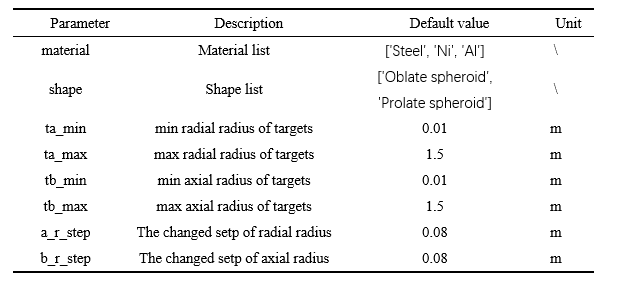 Parameter Description Default value Unit
material Material list ['Steel', 'Ni', 'Al'] \
shape Shape list ['Oblate spheroid', 'Prolate spheroid'] \
ta_min min radial radius of targets 0.01 m
ta_max max radial radius of targets 1.5 m
tb_min min axial radius of targets 0.01 m
tb_max max axial radius of targets 1.5 m
a_r_step The changed setp of radial radius 0.08 m
b_r_step The changed setp of axial radius 0.08 m